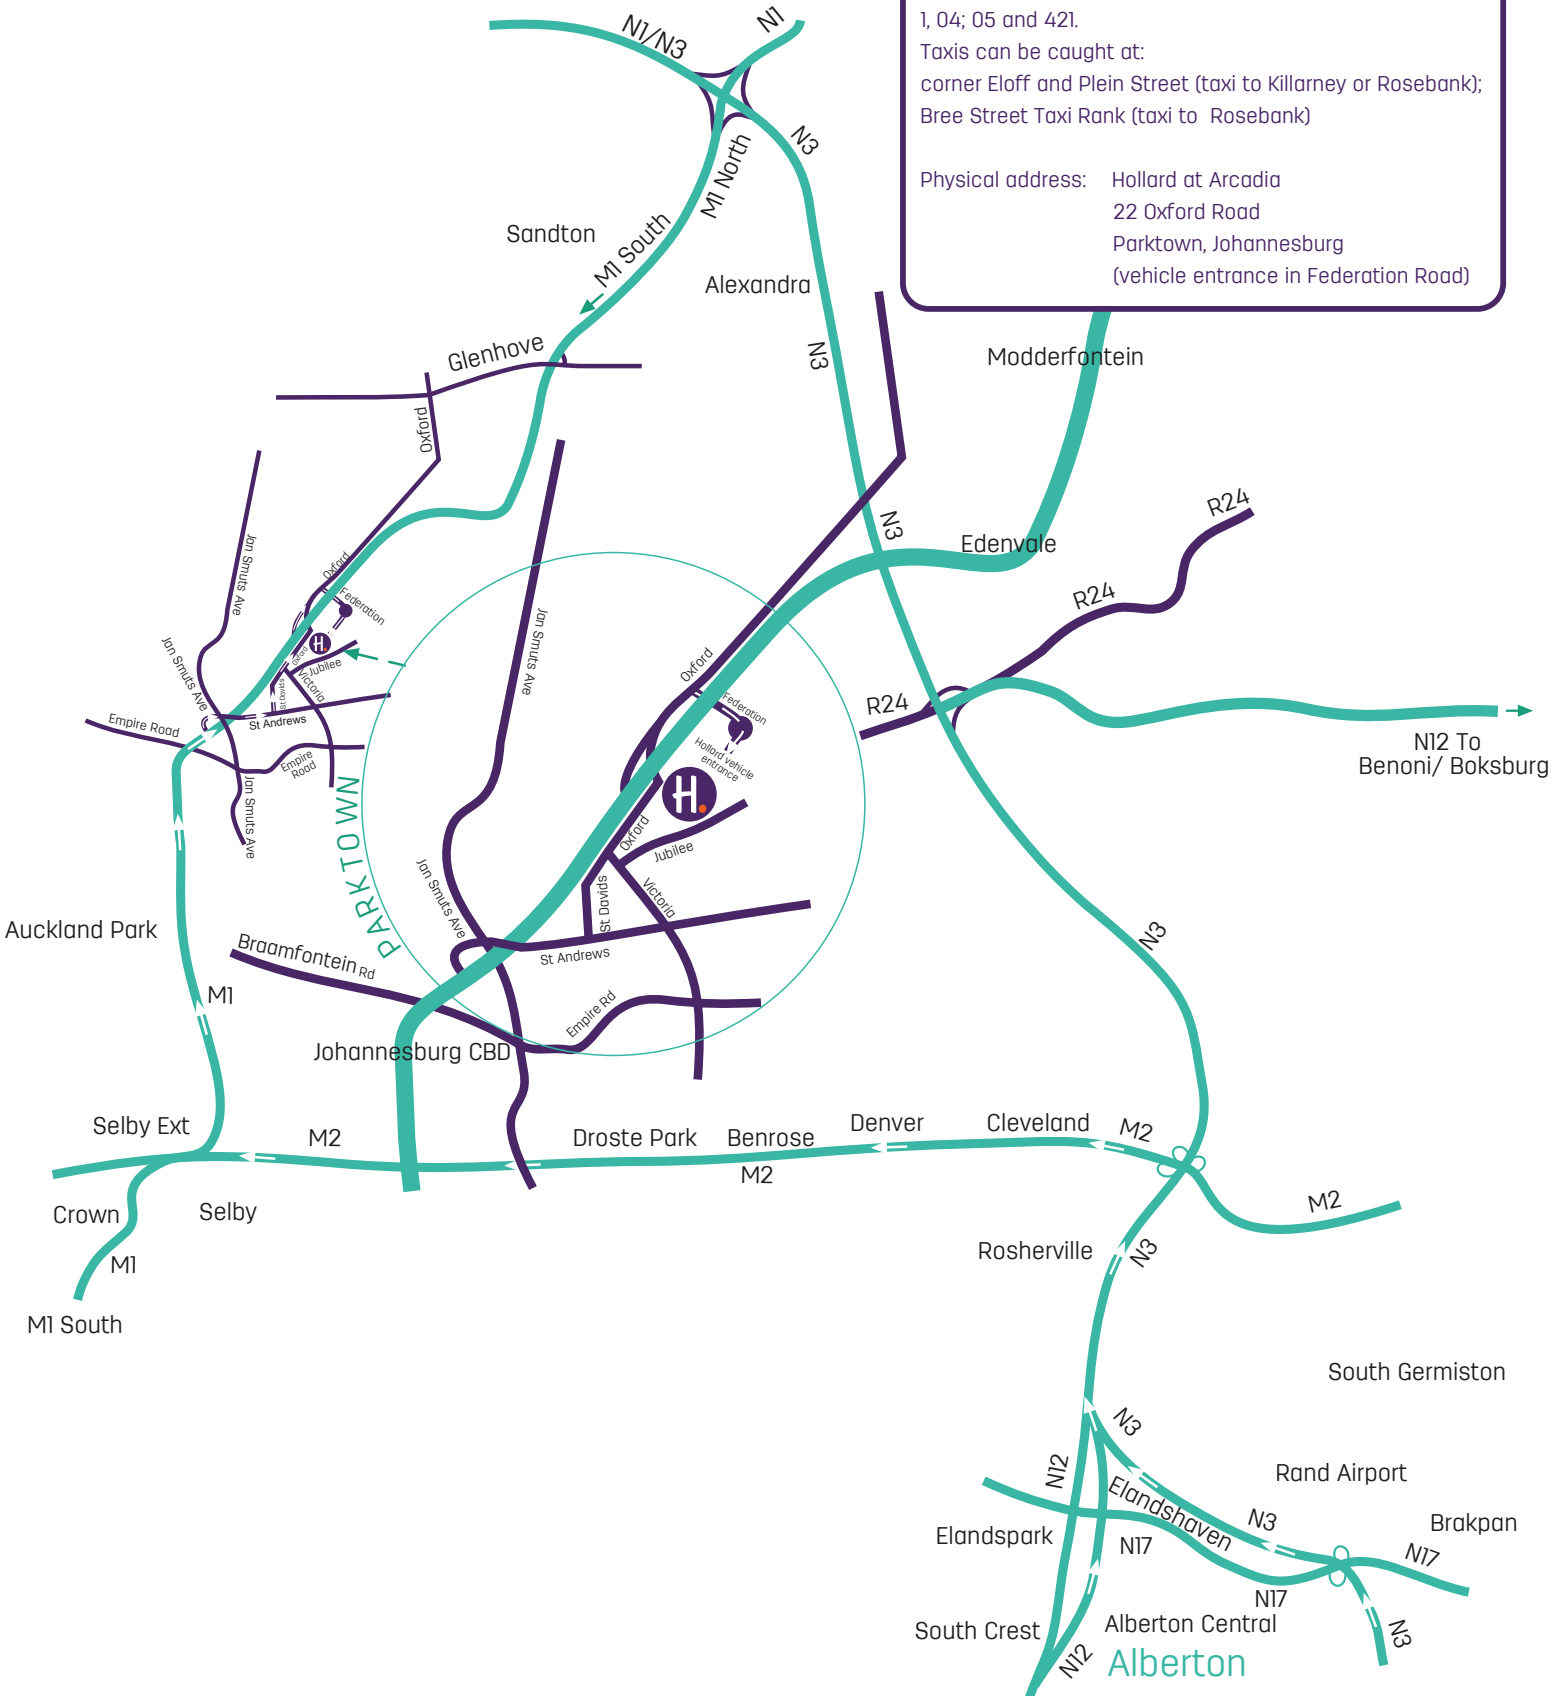 1, 04; 05 and 421.
Taxis can be caught at:
corner Eloff and Plein Street (taxi to Killarney or Rosebank);
Bree Street Taxi Rank (taxi to Rosebank)
Physical address: Hollard at Arcadia
22 Oxford Road
Parktown, Johannesburg
(vehicle entrance in Federation Road)
N1/N3
N1
N3
M1 North
Sandton
M1 South
Alexandra
Glenhove
N3
Modderfontein
Oxford
N3
Edenvale
R24
R24
R24
N12 To
Benoni/ Boksburg
Jan Smuts Ave
Oxford
Federation
H.
Oxford
Jubilee
Jan Smuts Ave
St Davids
Victoria
Empire Road
St Andrews
Empire
Road
Jan Smuts Ave
PARKTOWN
Jan Smuts Ave
Oxford
Federation
Hollard vehicle
entrance
H.
Oxford
Jubilee
Jan Smuts Ave
St Davids
Victoria
St Andrews
Empire Rd
Auckland Park
Braamfontein Rd
M1
Johannesburg CBD
N3
Selby Ext
M2
Droste Park
Benrose
M2
Denver
Cleveland
M2
Crown
Selby
M2
M1
Rosherville
N3
M1 South
South Germiston
N3
N12
Rand Airport
Elandshaven
N3
Brakpan
Elandspark
N17
N17
N17
South Crest
Alberton Central
N3
N12
Alberton